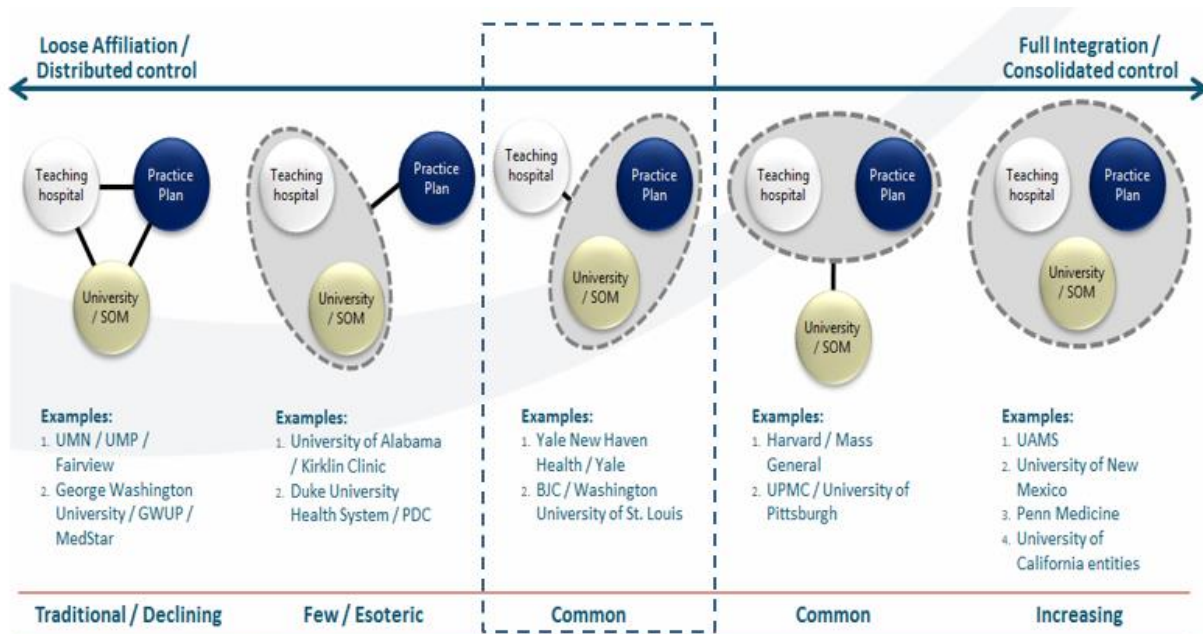 Loose Affiliation /
Distributed control
Full Integration /
Consolidated control
Teaching
hospital
Practice
Plan
University
/ SOM
Teaching
hospital
Practice
Plan
University
/ SOM
Teaching
hospital
Practice
Plan
University
/ SOM
Teaching
hospital
Practice
Plan
University
/ SOM
Teaching
hospital
Practice
Plan
University
/ SOM
Examples:
1. UMN / UMP /
Fairview
2. George Washington
University / GWUP /
MedStar
Examples:
1. University of Alabama
/ Kirklin Clinic
2. Duke University
Health System / PDC
Examples:
1. Yale New Haven
Health / Yale
2. BJC / Washington
University of St. Louis
Examples:
1. Harvard / Mass
General
2. UPMC / University of
Pittsburgh
Examples:
1. UAMS
2. University of New
Mexico
3. Penn Medicine
4. University of
California entities
Traditional / Declining
Few / Esoteric
Common
Common
Increasing